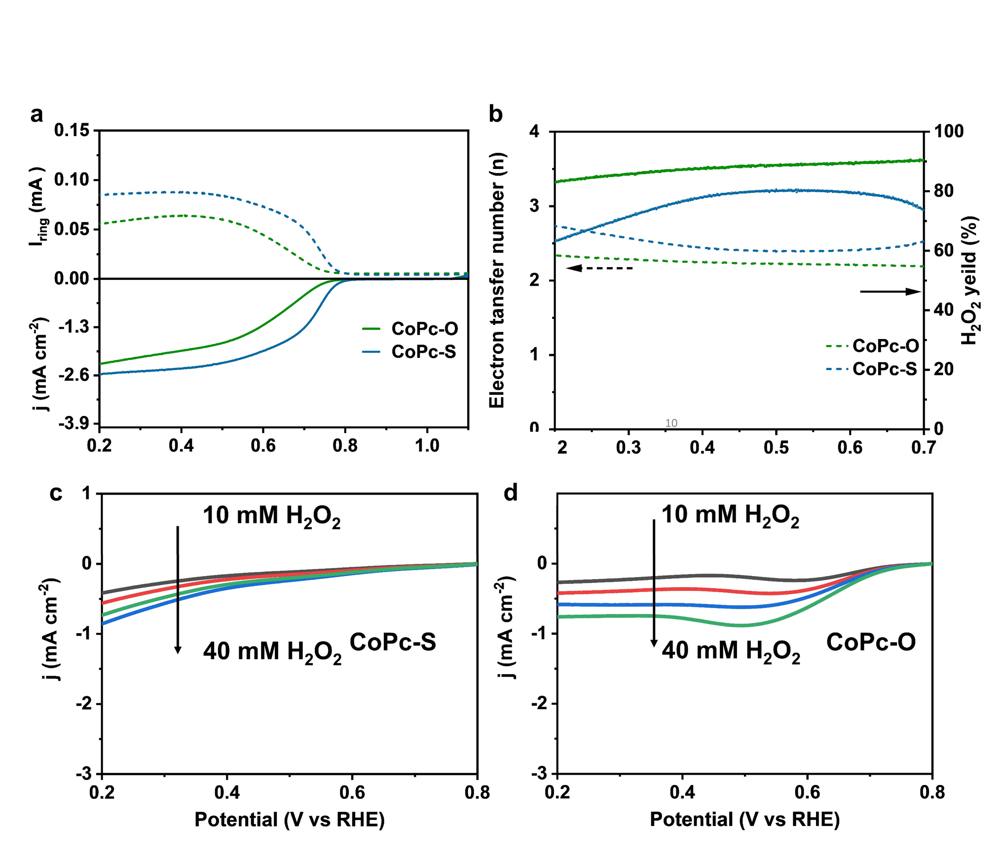 a
0.15
0.10
0.05
0.00
-1.3
-2.6
-3.9
I_ring (mA )
j (mA cm⁻²)
CoPc-O
CoPc-S
0.2 0.4 0.6 0.8 1.0
b
4
3
2
1
0
Electron tansfer number (n)
100
80
60
40
20
0
H₂O₂ yeild (%)
CoPc-O
CoPc-S
10
2 0.3 0.4 0.5 0.6 0.7
c
1
0
-1
-2
-3
j (mA cm⁻²)
10 mM H₂O₂
40 mM H₂O₂
CoPc-S
0.2 0.4 0.6 0.8
Potential (V vs RHE)
d
0
-1
-2
-3
j (mA cm⁻²)
10 mM H₂O₂
40 mM H₂O₂
CoPc-O
0.2 0.4 0.6 0.8
Potential (V vs RHE)